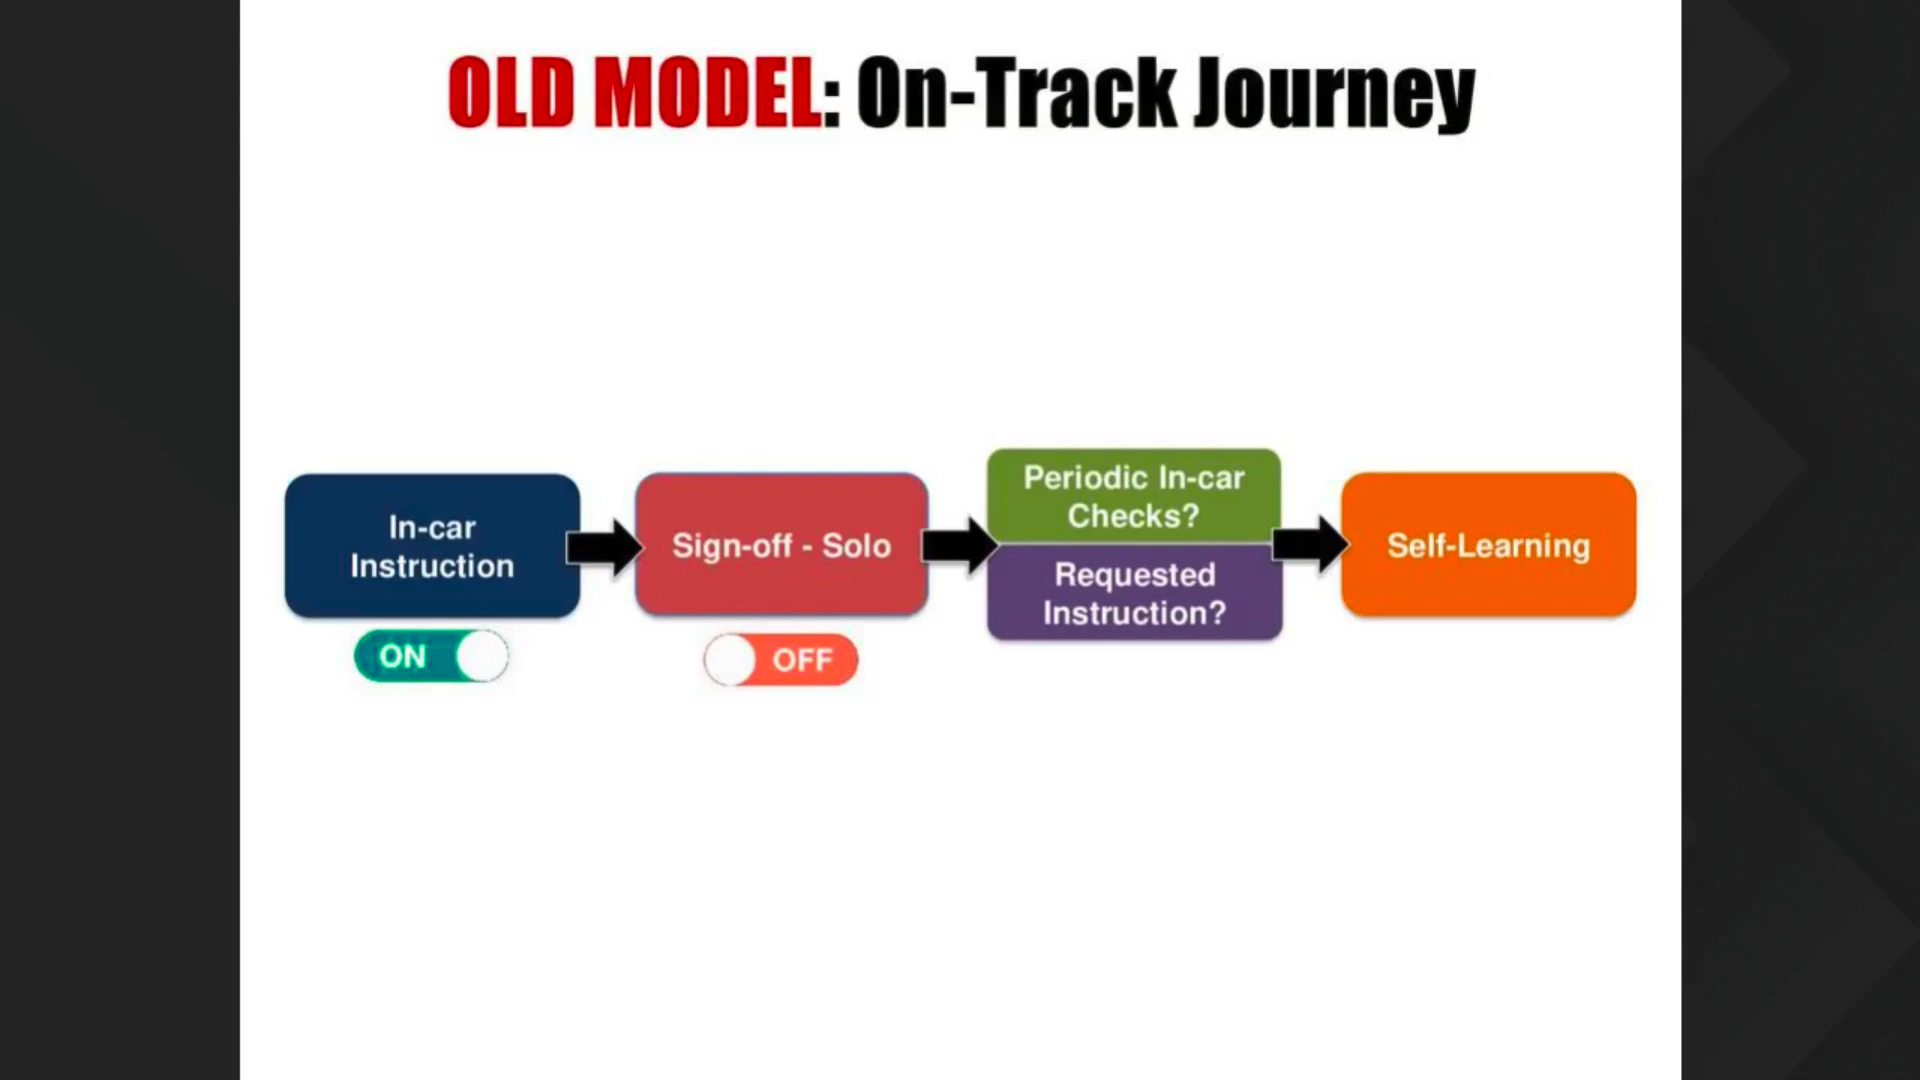 OLD MODEL: On-Track Journey
In-car
Instruction
ON
Sign-off - Solo
OFF
Periodic In-car
Checks?
Requested
Instruction?
Self-Learning